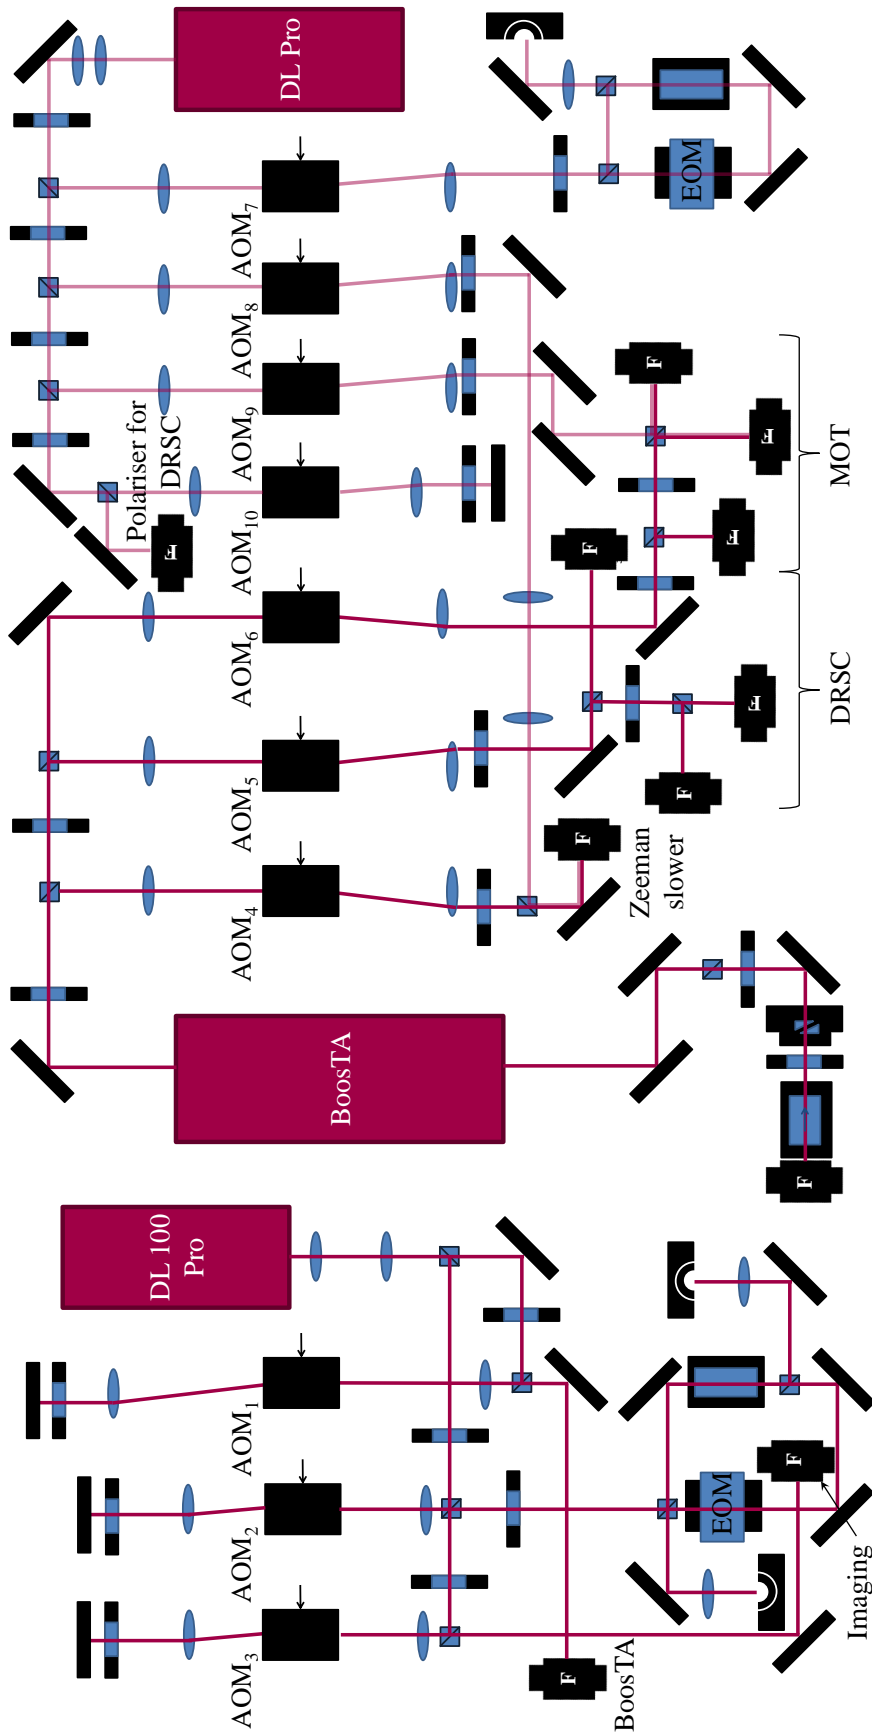 DL Pro
EOM
AOM₇
AOM₈
AOM₉
AOM₁₀
Polariser for
DRSC
F
F
F
F
F
MOT
AOM₆
AOM₅
AOM₄
F
F
DRSC
F
Zeeman
slower
BoosTA
F
DL 100
Pro
AOM₁
AOM₂
AOM₃
EOM
F
Imaging
F
BoosTA